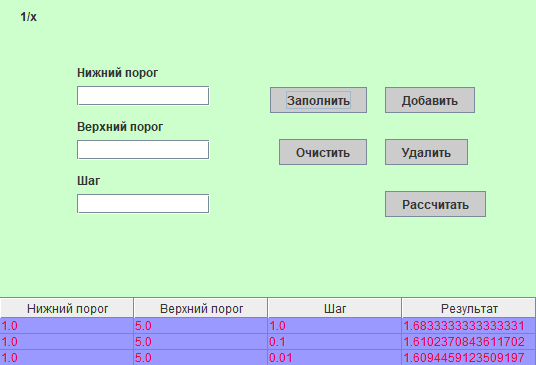 1/x
Нижний порог
Заполнить Добавить
Верхний порог
Очистить Удалить
Шаг
Рассчитать
Нижний порог Верхний порог Шаг Результат
1.0 5.0 1.0 1.6833333333333331
1.0 5.0 0.1 1.6102370843611702
1.0 5.0 0.01 1.6094459123509197